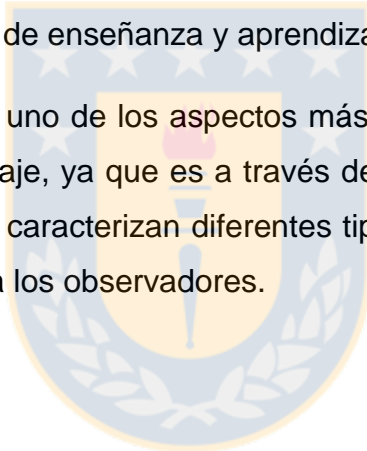 de enseñanza y aprendiza
uno de los aspectos más
aje, ya que es a través de
caracterizan diferentes tip
a los observadores.